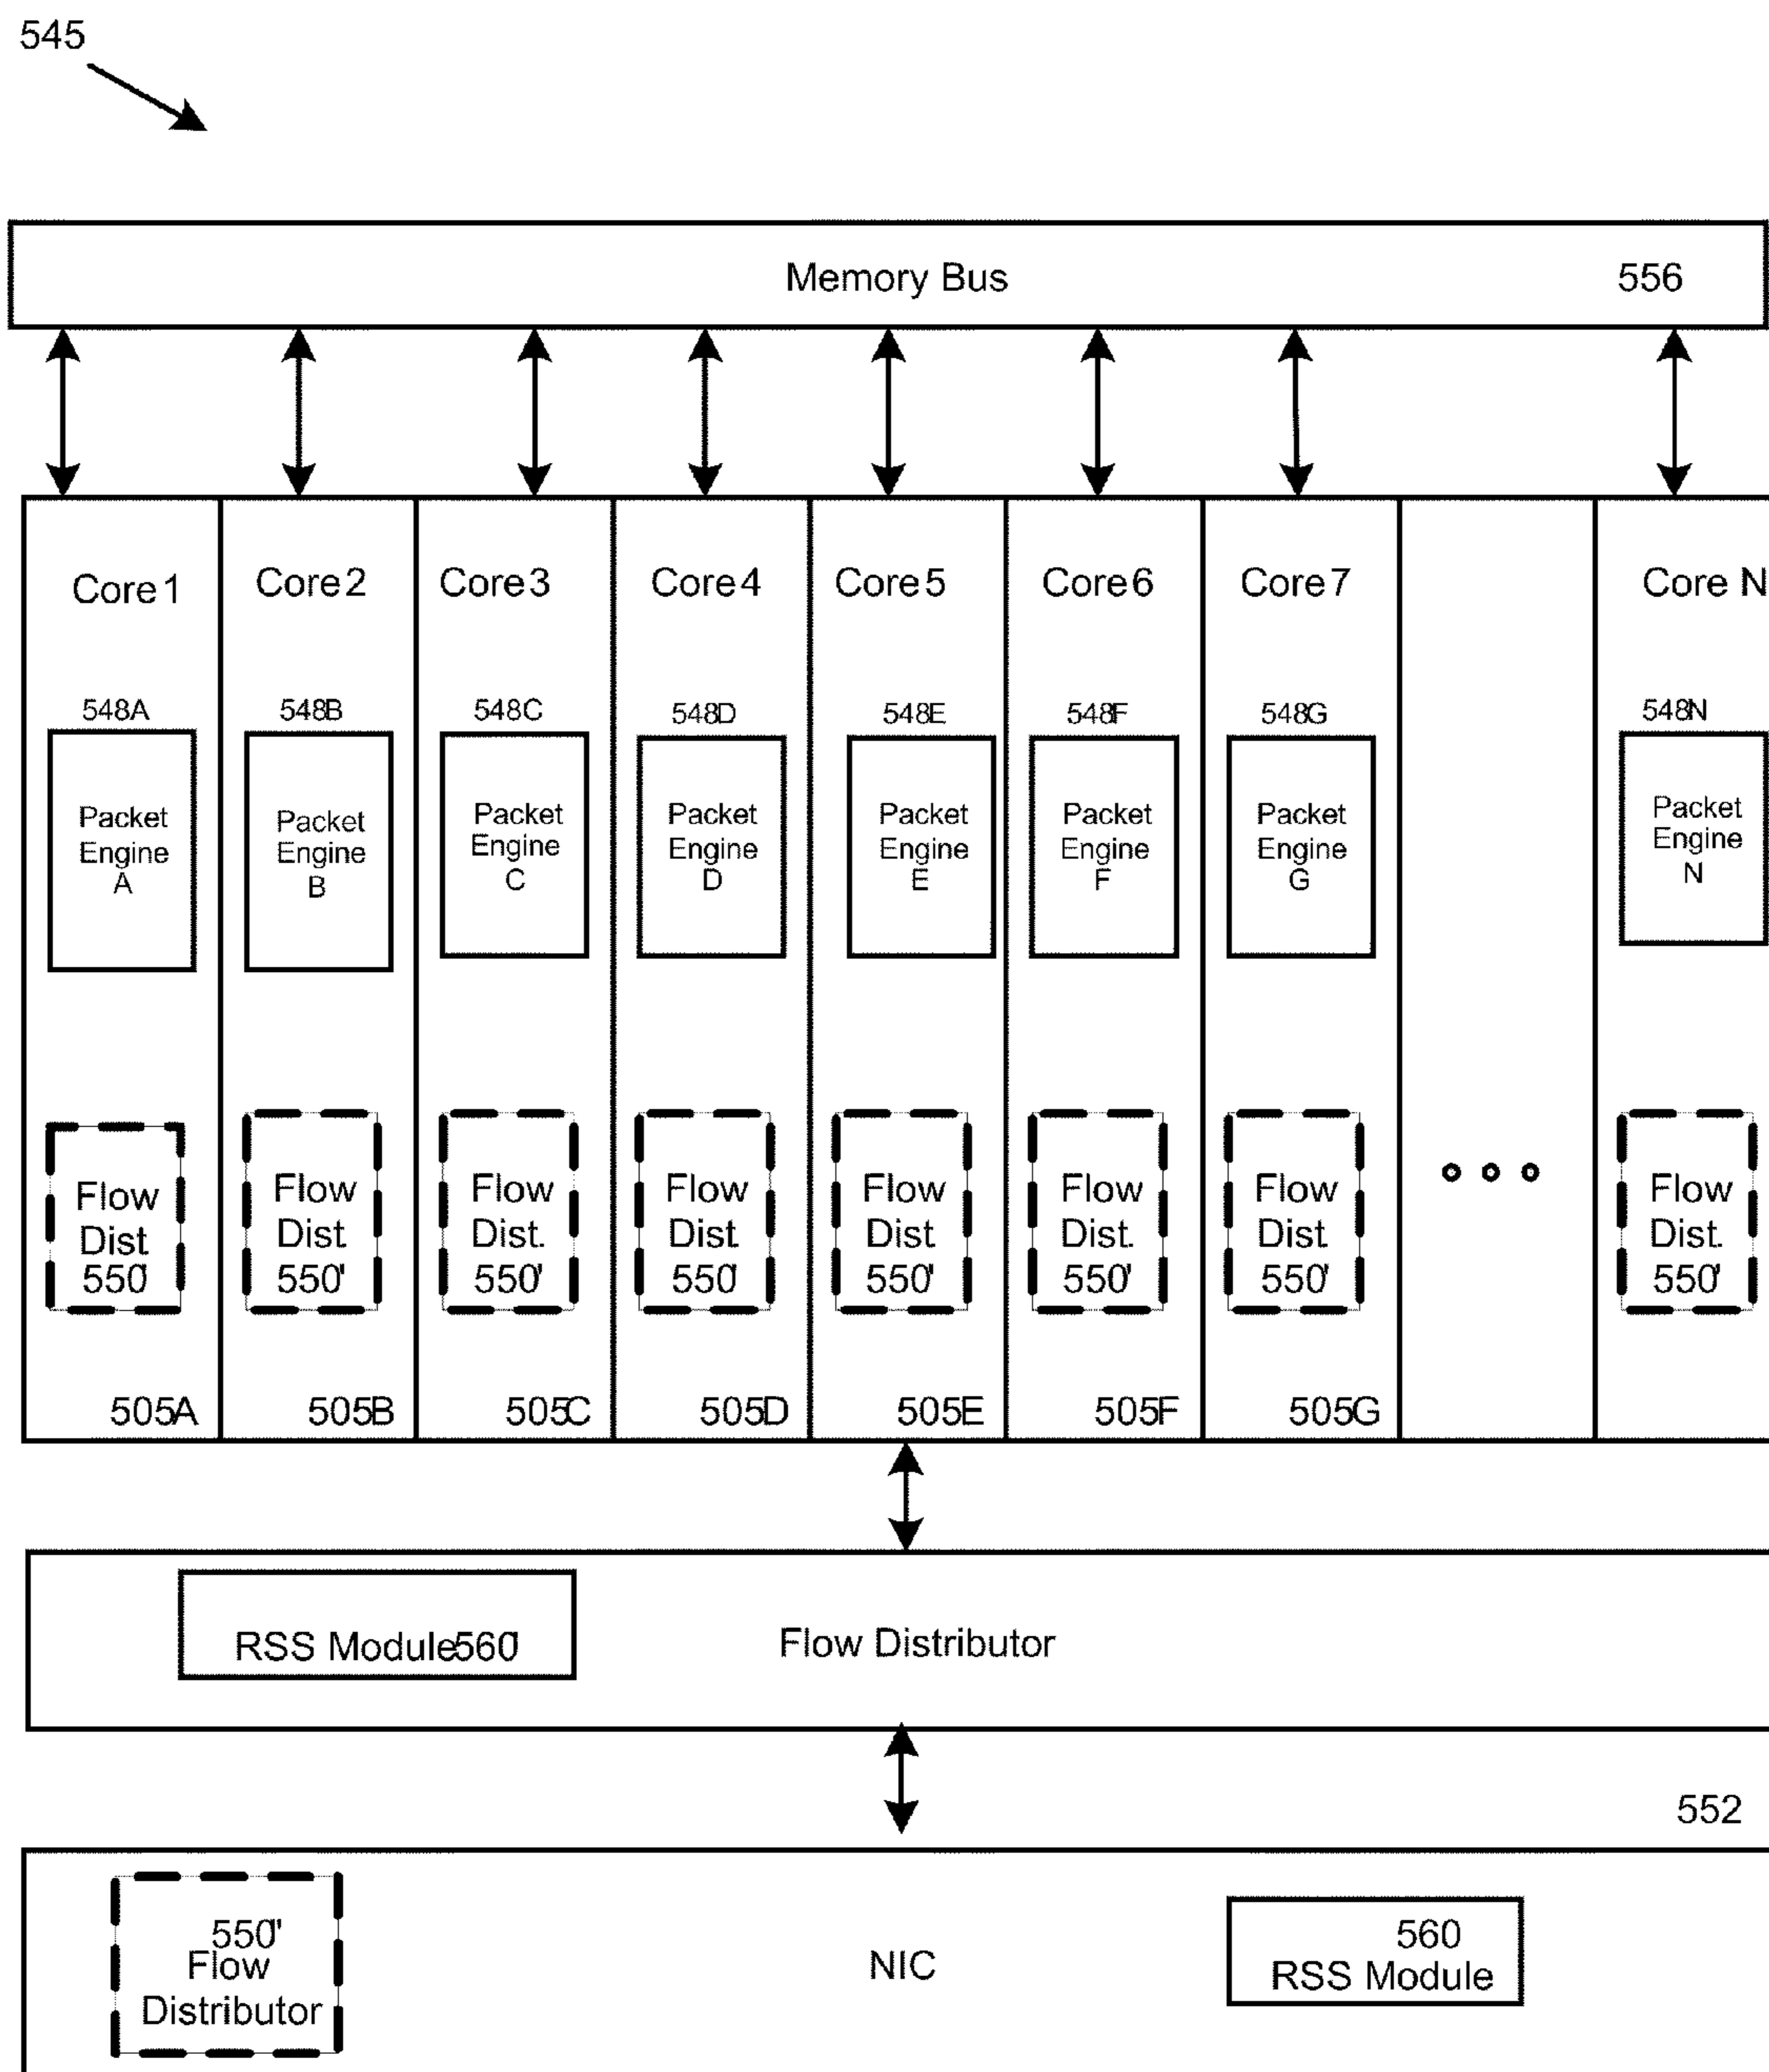 545
Memory Bus 556
Core 1 Core 2 Core 3 Core 4 Core 5 Core 6 Core 7 Core N
548A 548B 548C 548D 548E 548F 548G 548N
Packet Engine A
Packet Engine B
Packet Engine C
Packet Engine D
Packet Engine E
Packet Engine F
Packet Engine G
Packet Engine N
Flow Dist. 550'
Flow Dist. 550'
Flow Dist. 550'
Flow Dist. 550'
Flow Dist. 550'
Flow Dist. 550'
Flow Dist. 550'
Flow Dist. 550'
505A 505B 505C 505D 505E 505F 505G
RSS Module 560' Flow Distributor
552
550"
Flow
Distributor
NIC
560
RSS Module